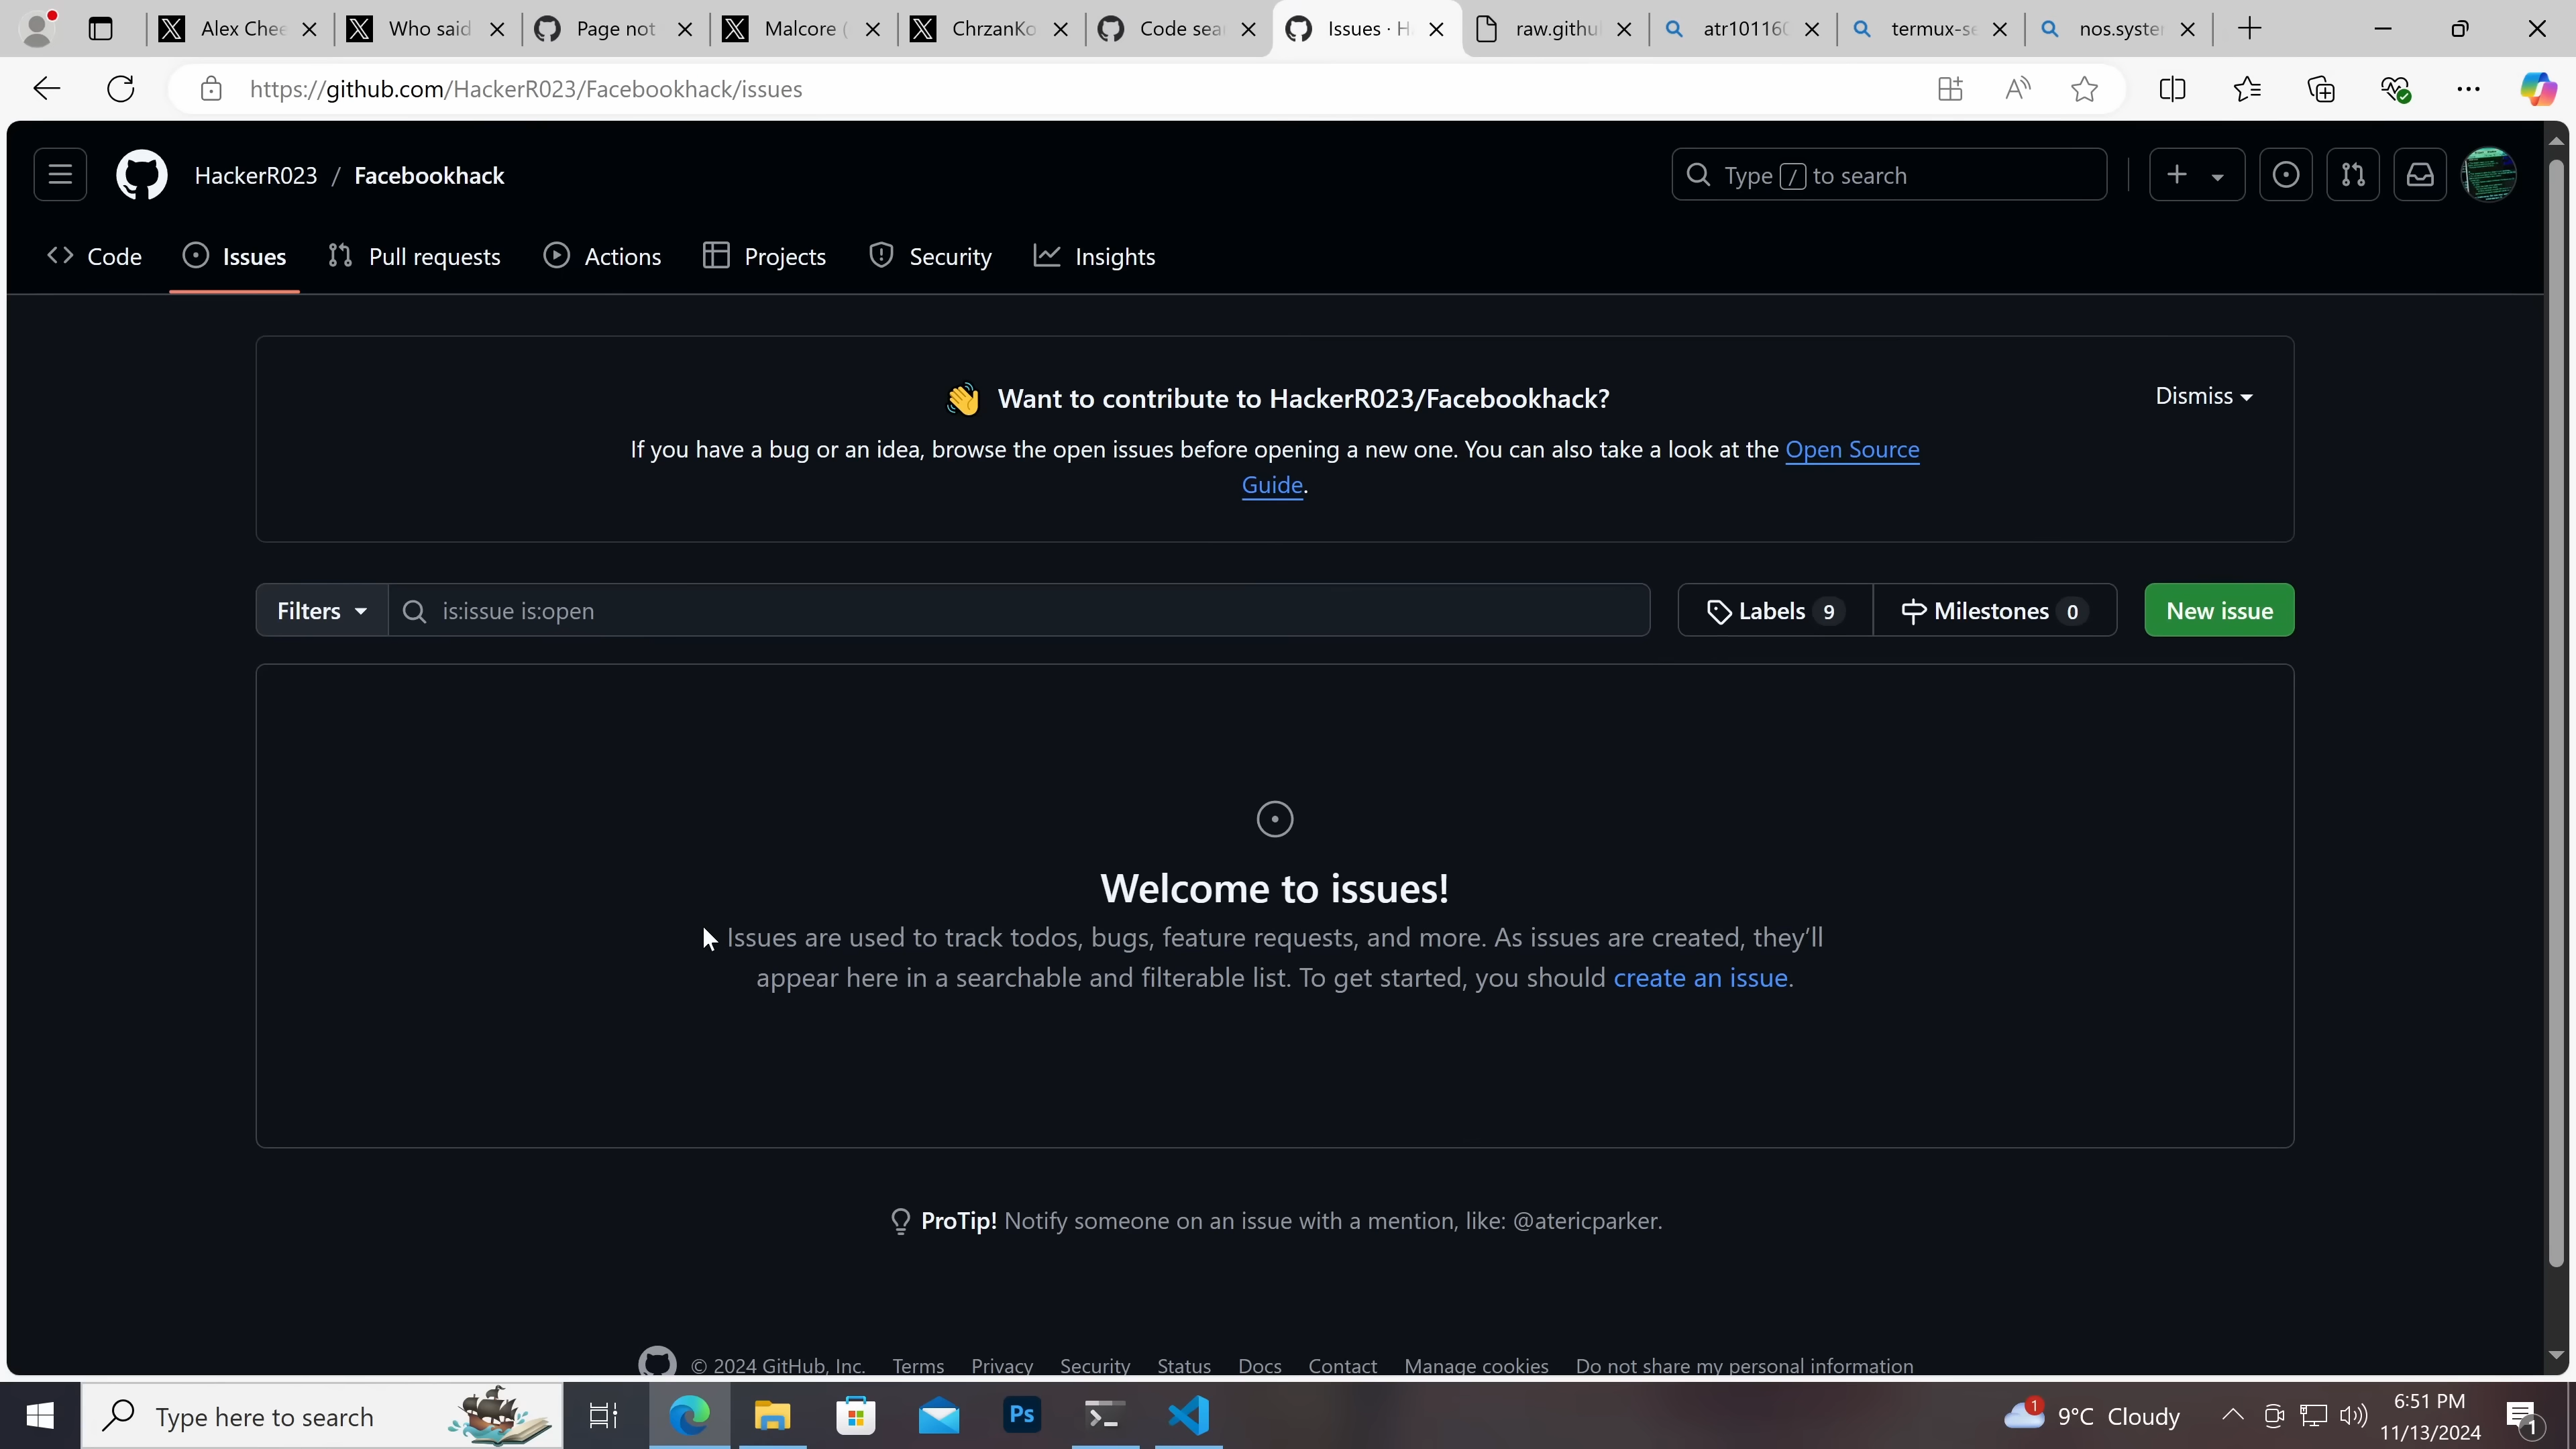 Alex Chee
Who said
Page not
Malcore (
ChrzanKo
Code sear
Issues · H
raw.githu
atr101160
termux-se
nos.syster
https://github.com/HackerR023/Facebookhack/issues
HackerR023 / Facebookhack
Type / to search
Code
Issues
Pull requests
Actions
Projects
Security
Insights
👋 Want to contribute to HackerR023/Facebookhack?
Dismiss
If you have a bug or an idea, browse the open issues before opening a new one. You can also take a look at the Open Source
Guide.
Filters
is:issue is:open
Labels 9
Milestones 0
New issue
Welcome to issues!
Issues are used to track todos, bugs, feature requests, and more. As issues are created, they’ll
appear here in a searchable and filterable list. To get started, you should create an issue.
ProTip! Notify someone on an issue with a mention, like: @atericparker.
© 2024 GitHub, Inc. Terms Privacy Security Status Docs Contact Manage cookies Do not share my personal information
Type here to search
Ps
1
9°C Cloudy
6:51 PM
11/13/2024
1